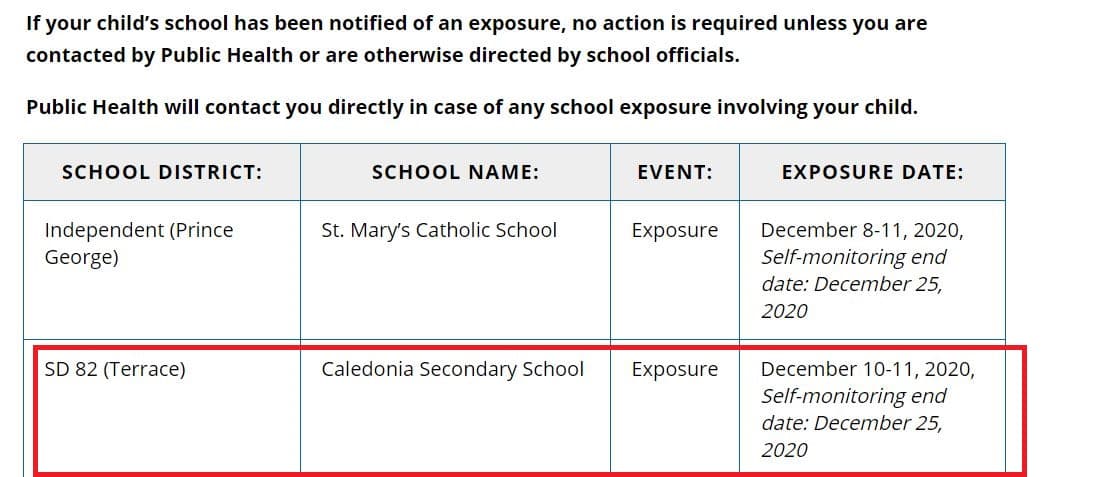 If your child’s school has been notified of an exposure, no action is required unless you are
contacted by Public Health or are otherwise directed by school officials.
Public Health will contact you directly in case of any school exposure involving your child.
SCHOOL DISTRICT: SCHOOL NAME: EVENT: EXPOSURE DATE:
Independent (Prince St. Mary’s Catholic School Exposure December 8-11, 2020,
George) Self-monitoring end
date: December 25,
2020
SD 82 (Terrace) Caledonia Secondary School Exposure December 10-11, 2020,
Self-monitoring end
date: December 25,
2020